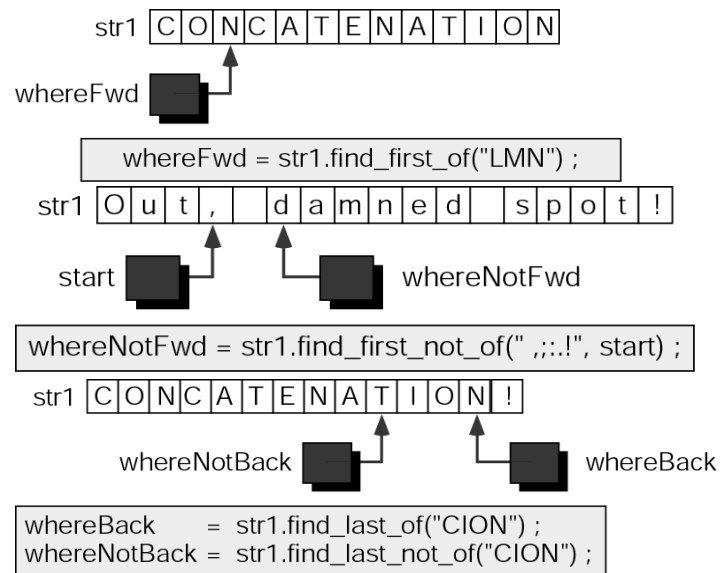 str1 C O N C A T E N A T I O N
whereFwd
whereFwd = str1.find_first_of("LMN") ;
str1 O u t , d a m n e d s p o t !
start whereNotFwd
whereNotFwd = str1.find_first_not_of(" ,;:.!", start) ;
str1 C O N C A T E N A T I O N !
whereNotBack whereBack
whereBack = str1.find_last_of("CION") ;
whereNotBack = str1.find_last_not_of("CION") ;